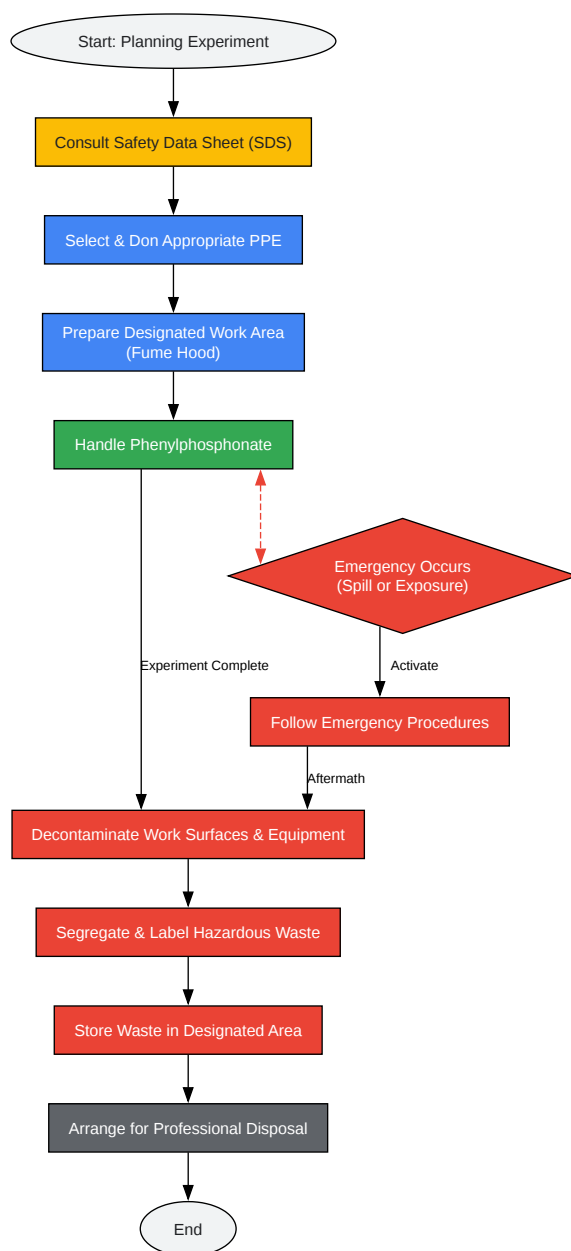 Start: Planning Experiment
Consult Safety Data Sheet (SDS)
Select & Don Appropriate PPE
Prepare Designated Work Area
(Fume Hood)
Handle Phenylphosphonate
Emergency Occurs
(Spill or Exposure)
Experiment Complete
Activate
Follow Emergency Procedures
Aftermath
Decontaminate Work Surfaces & Equipment
Segregate & Label Hazardous Waste
Store Waste in Designated Area
Arrange for Professional Disposal
End